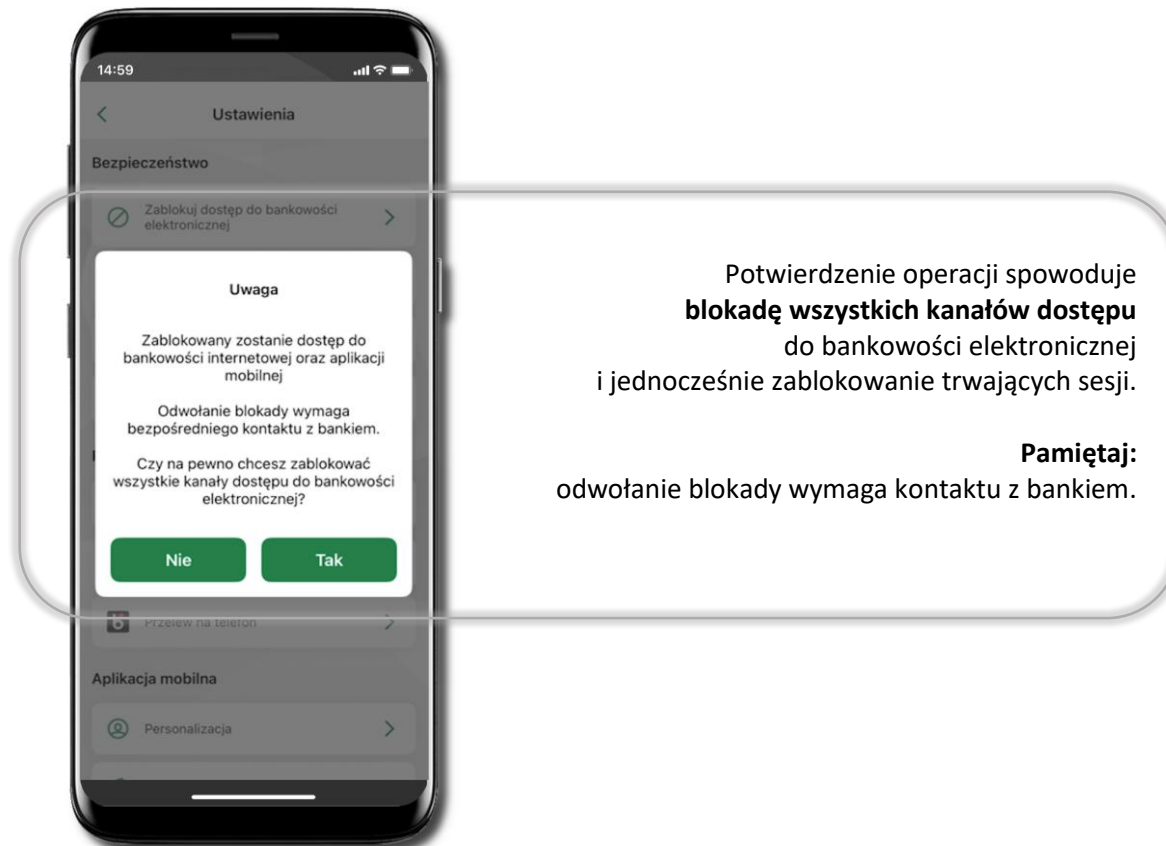 14:59
Ustawienia
Bezpieczeństwo
Zablokuj dostęp do bankowości
elektronicznej
Uwaga
Zablokowany zostanie dostęp do
bankowości internetowej oraz aplikacji
mobilnej
Odwołanie blokady wymaga
bezpośredniego kontaktu z bankiem.
Czy na pewno chcesz zablokować
wszystkie kanały dostępu do bankowości
elektronicznej?
Nie
Tak
Przelew na telefon
Aplikacja mobilna
Personalizacja
Potwierdzenie operacji spowoduje
blokadę wszystkich kanałów dostępu
do bankowości elektronicznej
i jednocześnie zablokowanie trwających sesji.
Pamiętaj:
odwołanie blokady wymaga kontaktu z bankiem.